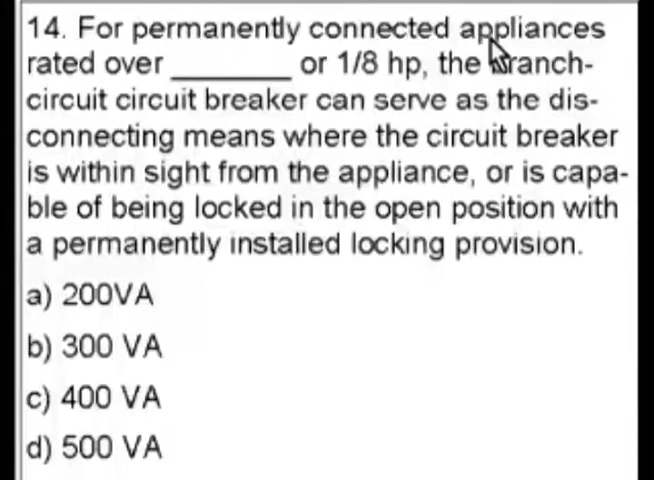 14. For permanently connected appliances
rated over ________ or 1/8 hp, the branch-
circuit circuit breaker can serve as the dis-
connecting means where the circuit breaker
is within sight from the appliance, or is capa-
ble of being locked in the open position with
a permanently installed locking provision.
a) 200VA
b) 300 VA
c) 400 VA
d) 500 VA